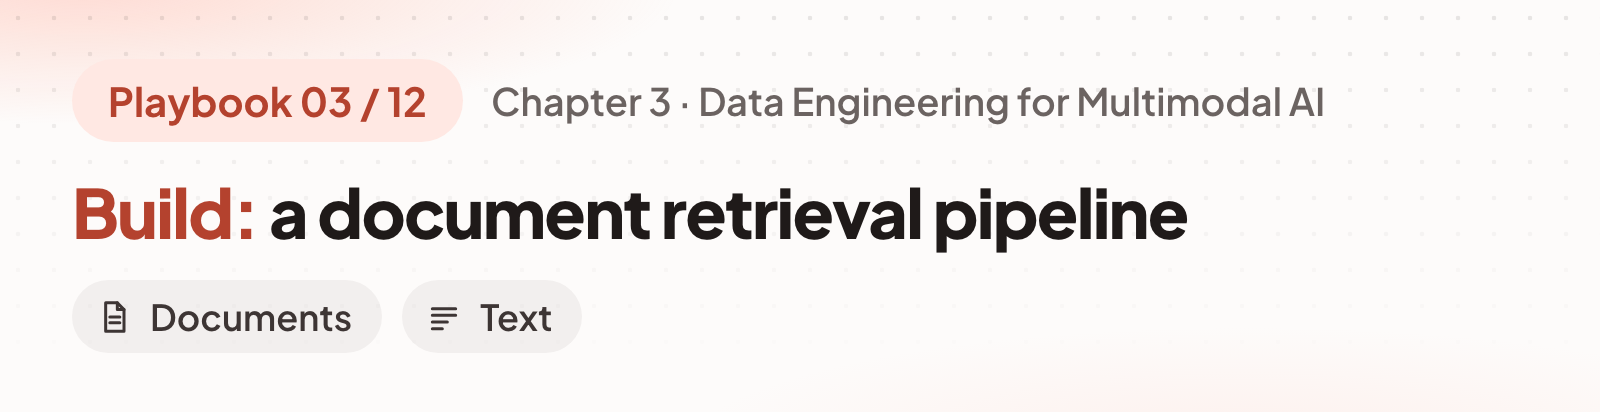 Playbook 03 / 12
Chapter 3 · Data Engineering for Multimodal AI
Build: a document retrieval pipeline
Documents
Text